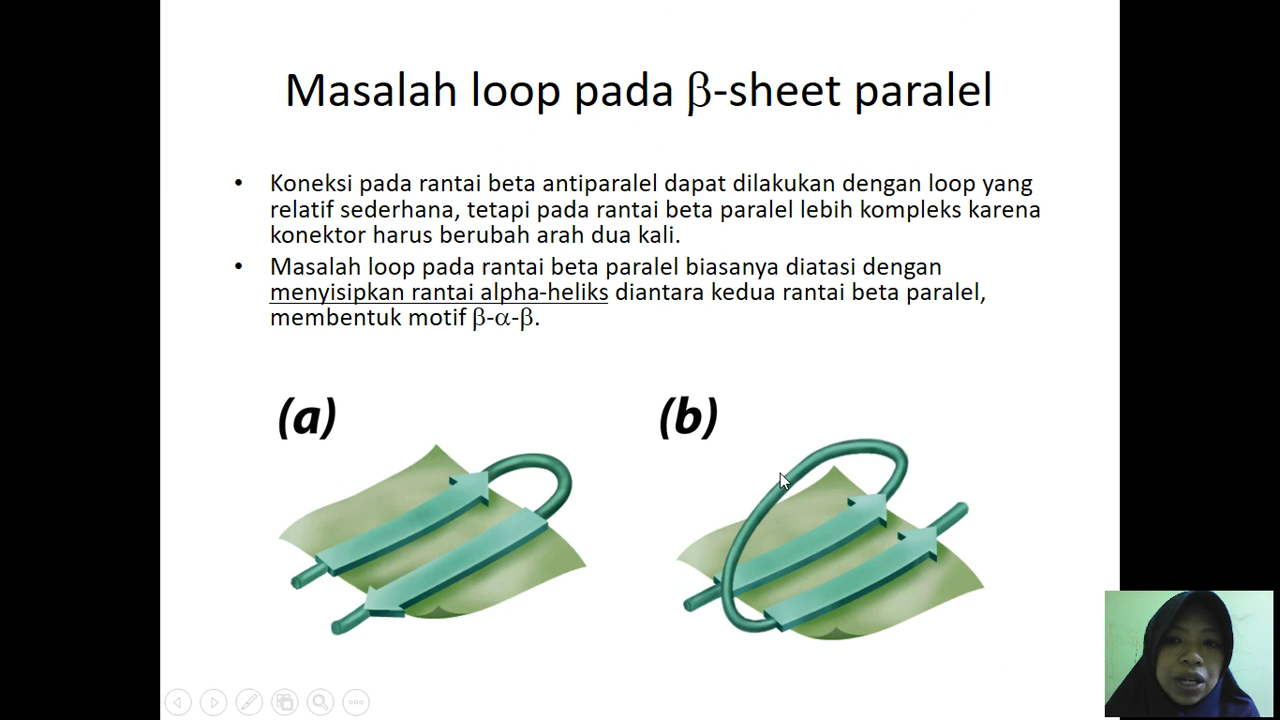 Masalah loop pada β-sheet paralel
• Koneksi pada rantai beta antiparalel dapat dilakukan dengan loop yang
relatif sederhana, tetapi pada rantai beta paralel lebih kompleks karena
konektor harus berubah arah dua kali.
• Masalah loop pada rantai beta paralel biasanya diatasi dengan
menyisipkan rantai alpha-heliks diantara kedua rantai beta paralel,
membentuk motif β-α-β.
(a)
(b)